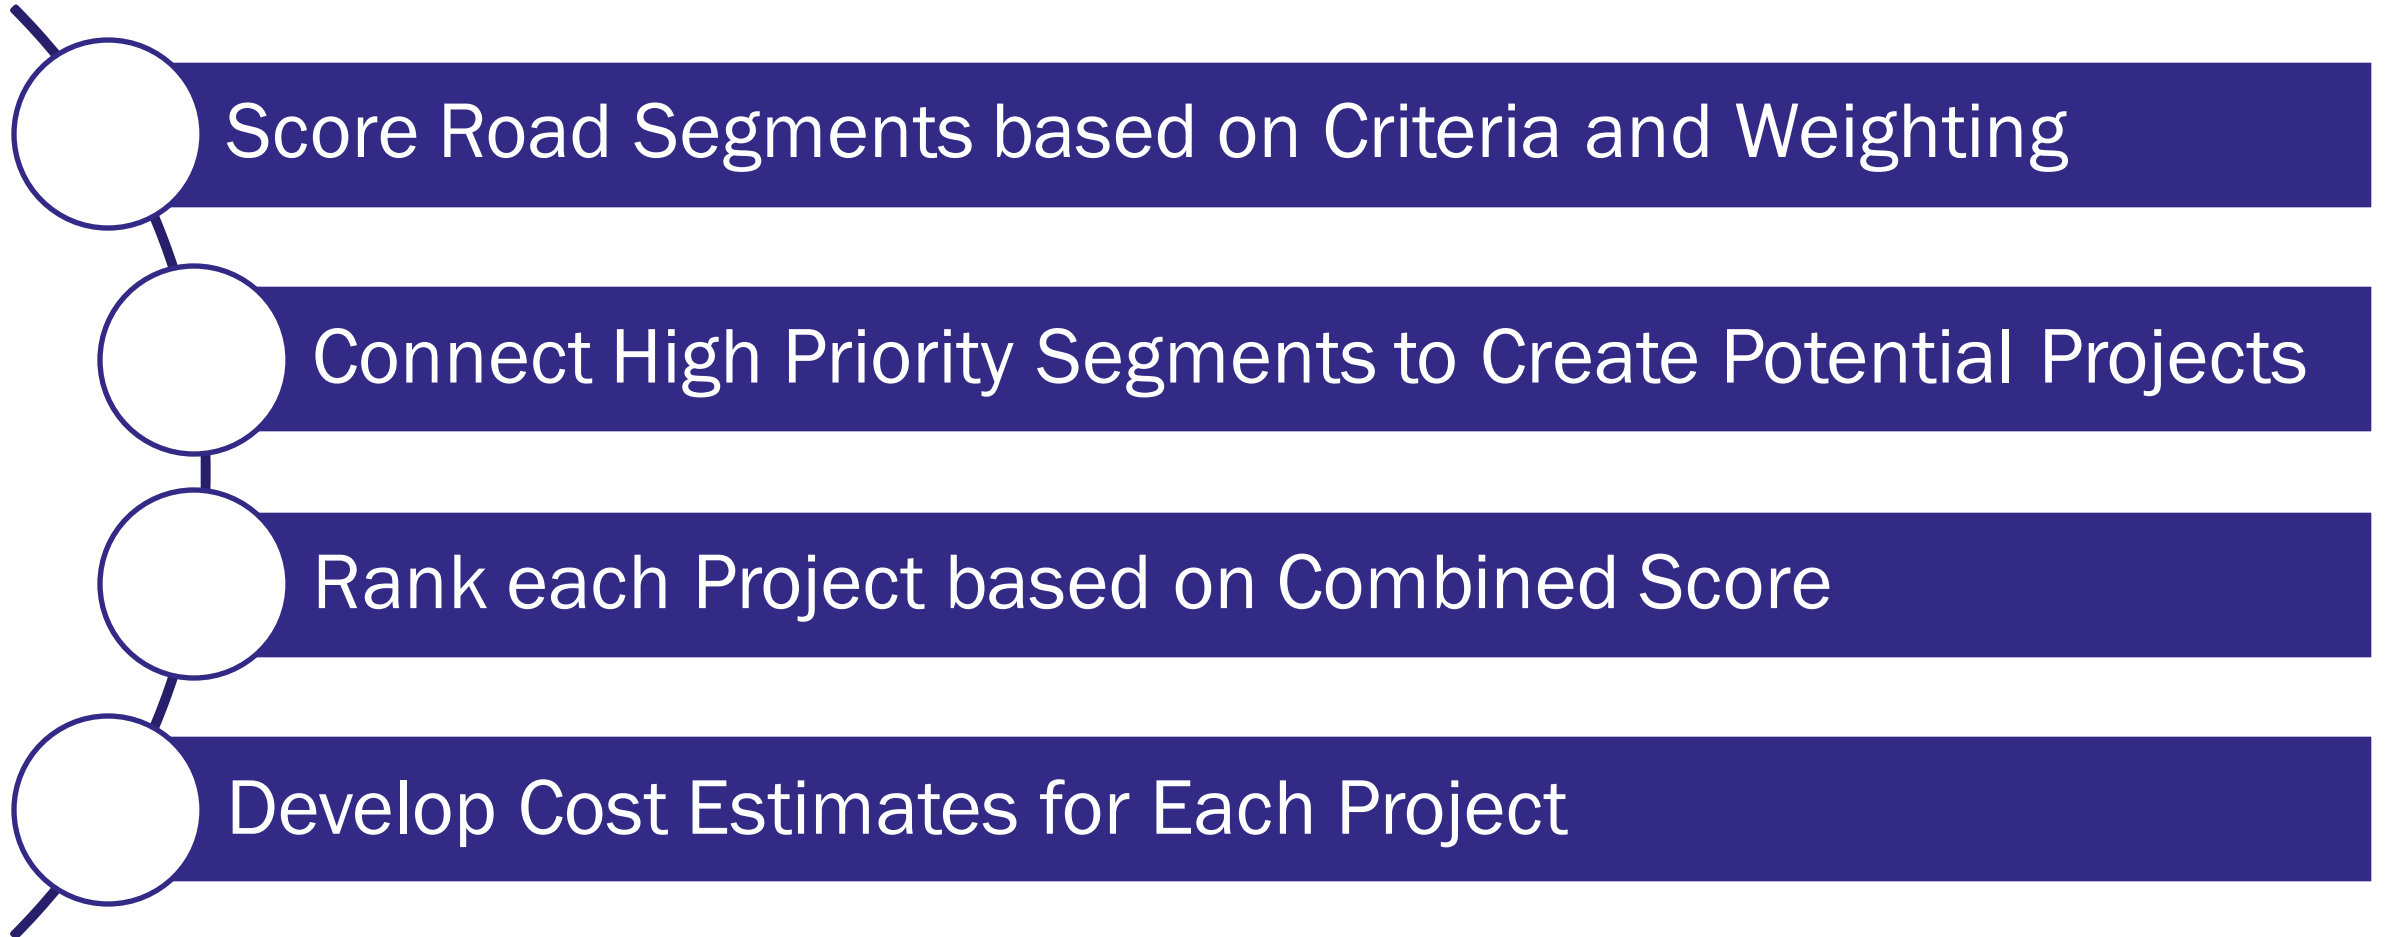 Score Road Segments based on Criteria and Weighting
Connect High Priority Segments to Create Potential Projects
Rank each Project based on Combined Score
Develop Cost Estimates for Each Project